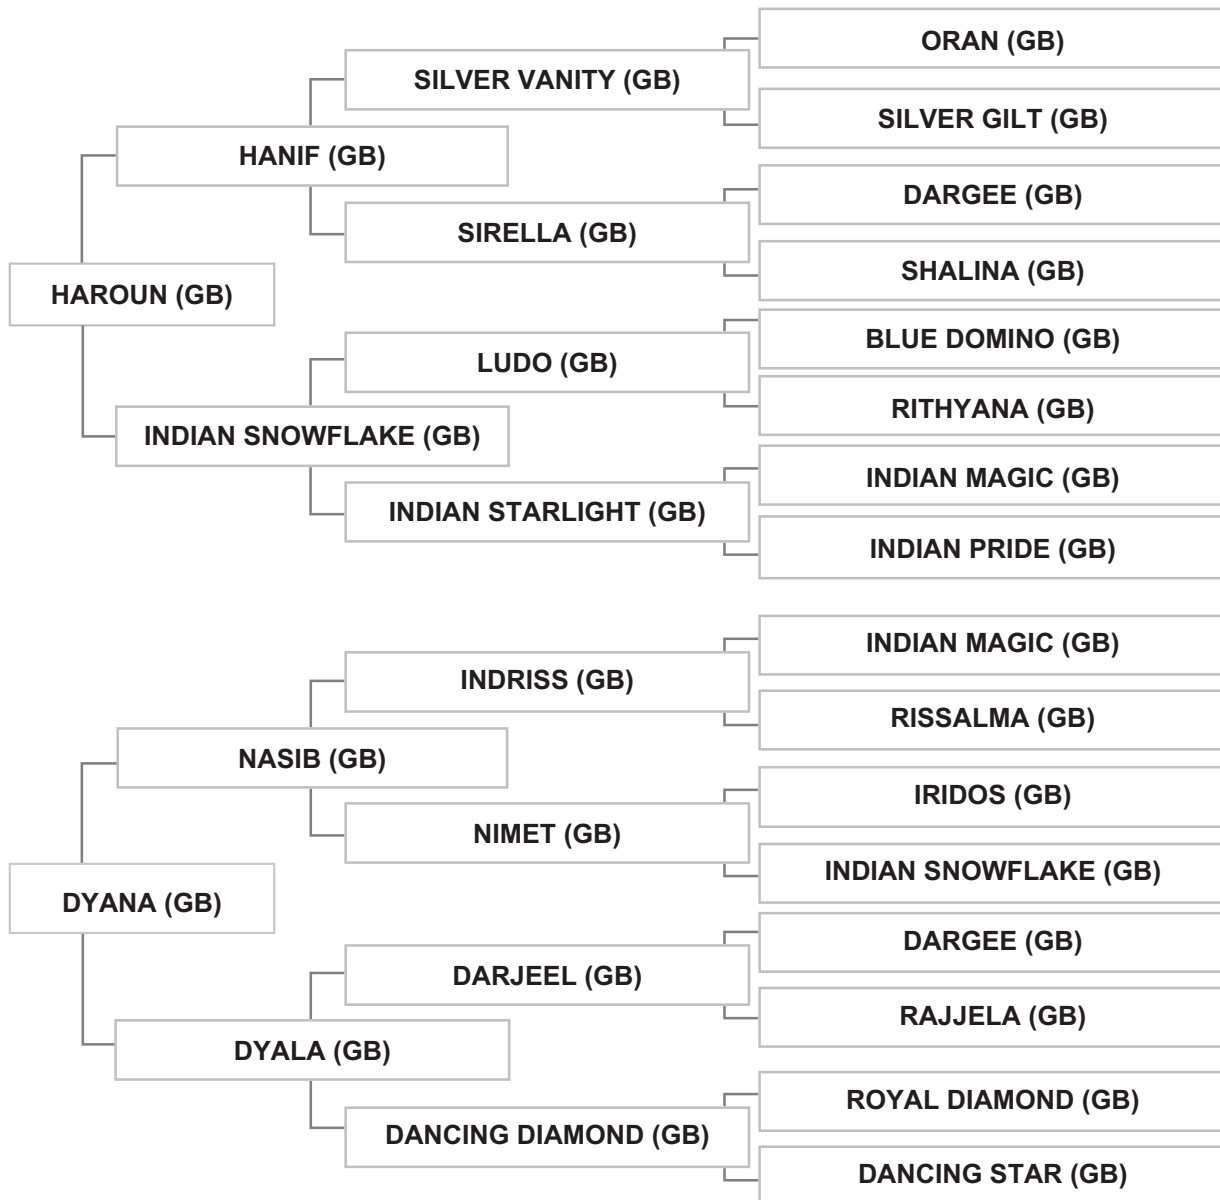 ORAN (GB)
SILVER VANITY (GB)
SILVER GILT (GB)
HANIF (GB)
DARGEE (GB)
SIRELLA (GB)
SHALINA (GB)
HAROUN (GB)
BLUE DOMINO (GB)
LUDO (GB)
RITHYANA (GB)
INDIAN SNOWFLAKE (GB)
INDIAN MAGIC (GB)
INDIAN STARLIGHT (GB)
INDIAN PRIDE (GB)
INDIAN MAGIC (GB)
INDRISS (GB)
RISSALMA (GB)
NASIB (GB)
IRIDOS (GB)
NIMET (GB)
INDIAN SNOWFLAKE (GB)
DYANA (GB)
DARGEE (GB)
DARJEEL (GB)
RAJJELA (GB)
DYALA (GB)
ROYAL DIAMOND (GB)
DANCING DIAMOND (GB)
DANCING STAR (GB)